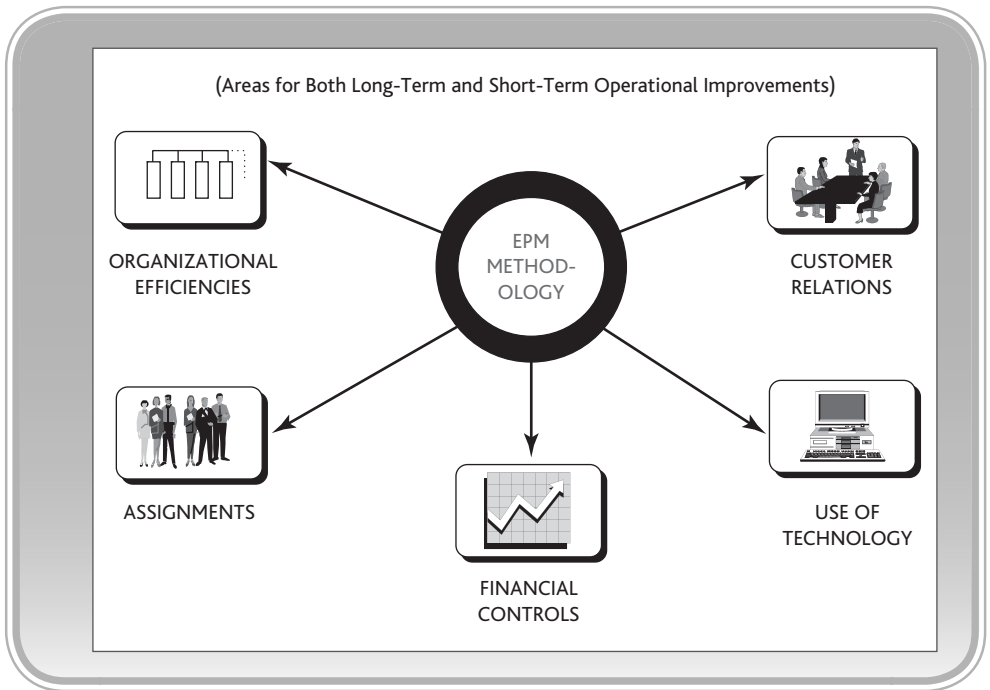 (Areas for Both Long-Term and Short-Term Operational Improvements)
EPM
METHOD-
OLOGY
ORGANIZATIONAL
EFFICIENCIES
CUSTOMER
RELATIONS
ASSIGNMENTS
FINANCIAL
CONTROLS
USE OF
TECHNOLOGY